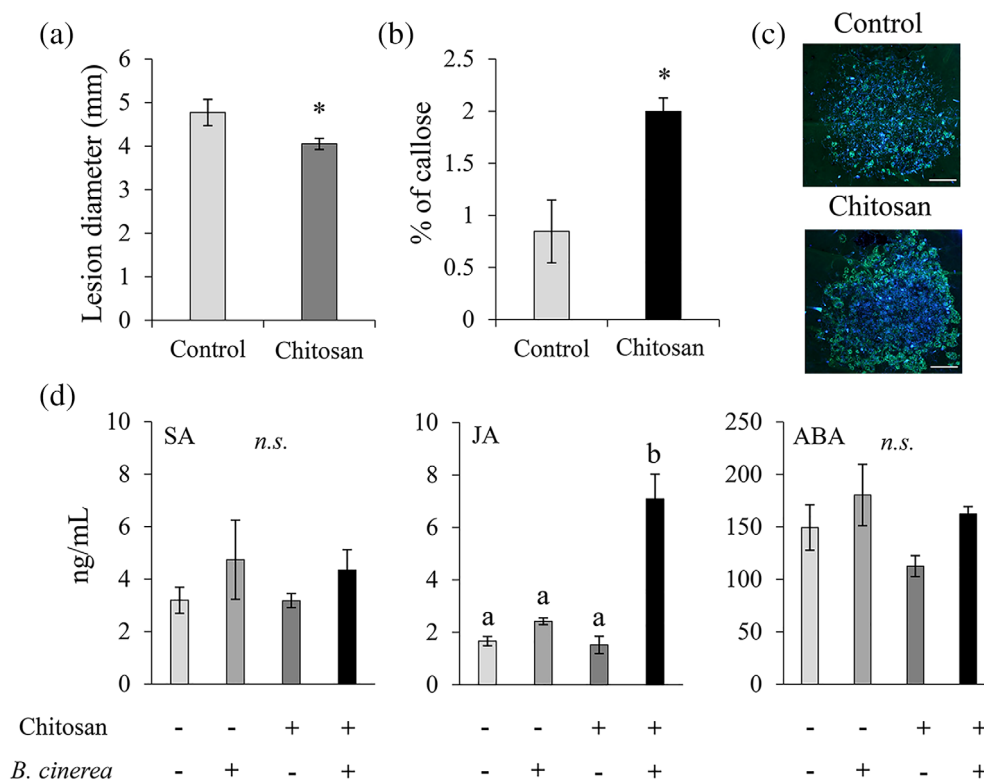 (a)
Lesion diameter (mm)
6
5
4
3
2
1
0
*
Control Chitosan
(b)
% of callose
2.5
2
1.5
1
0.5
0
*
Control Chitosan
(c)
Control
Chitosan
(d)
ng/mL
10
8
6
4
2
0
SA
n.s.
10
8
6
4
2
0
JA
a
a
a
b
250
200
150
100
50
0
ABA
n.s.
Chitosan - - + + - - + + - - + +
B. cinerea - + - + - + - + - + - +